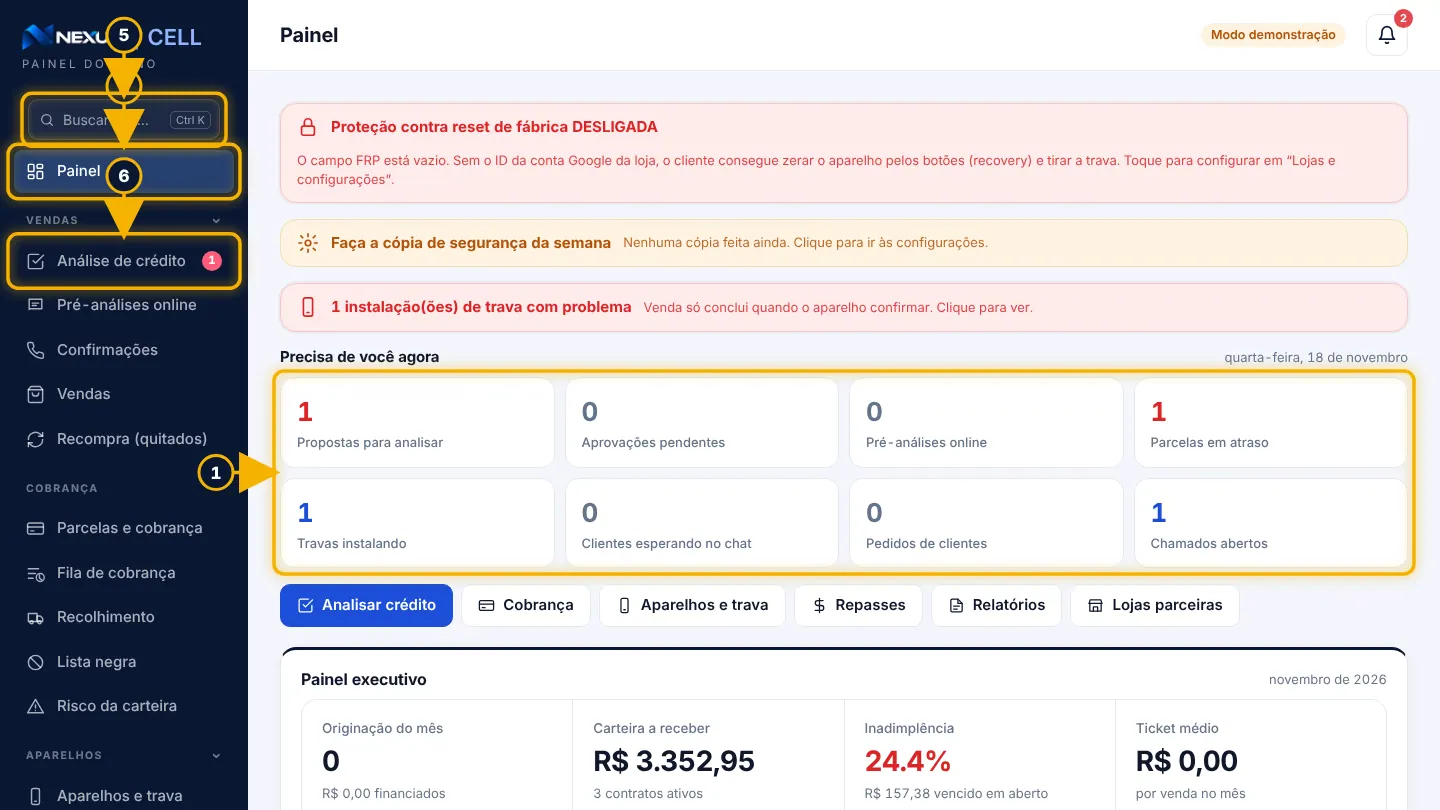 NEXU 5 CELL
PAINEL DO
Buscar ... Ctrl K
Painel 6
VENDAS
Análise de crédito 1
Pré-análises online
Confirmações
Vendas
Recompra (quitados)
COBRANÇA
1
Parcelas e cobrança
Fila de cobrança
Recolhimento
Lista negra
Risco da carteira
APARELHOS
Aparelhos e trava
Painel
Modo demonstração
2
Proteção contra reset de fábrica DESLIGADA
O campo FRP está vazio. Sem o ID da conta Google da loja, o cliente consegue zerar o aparelho pelos botões (recovery) e tirar a trava. Toque para configurar em “Lojas e
configurações”.
Faça a cópia de segurança da semana Nenhuma cópia feita ainda. Clique para ir às configurações.
1 instalação(ões) de trava com problema Venda só conclui quando o aparelho confirmar. Clique para ver.
Precisa de você agora quarta-feira, 18 de novembro
1 0 0 1
Propostas para analisar Aprovações pendentes Pré-análises online Parcelas em atraso
1 0 0 1
Travas instalando Clientes esperando no chat Pedidos de clientes Chamados abertos
Analisar crédito Cobrança Aparelhos e trava Repasses Relatórios Lojas parceiras
Painel executivo novembro de 2026
Originação do mês Carteira a receber Inadimplência Ticket médio
0 R$ 3.352,95 24.4% R$ 0,00
R$ 0,00 financiados 3 contratos ativos R$ 157,38 vencido em aberto por venda no mês